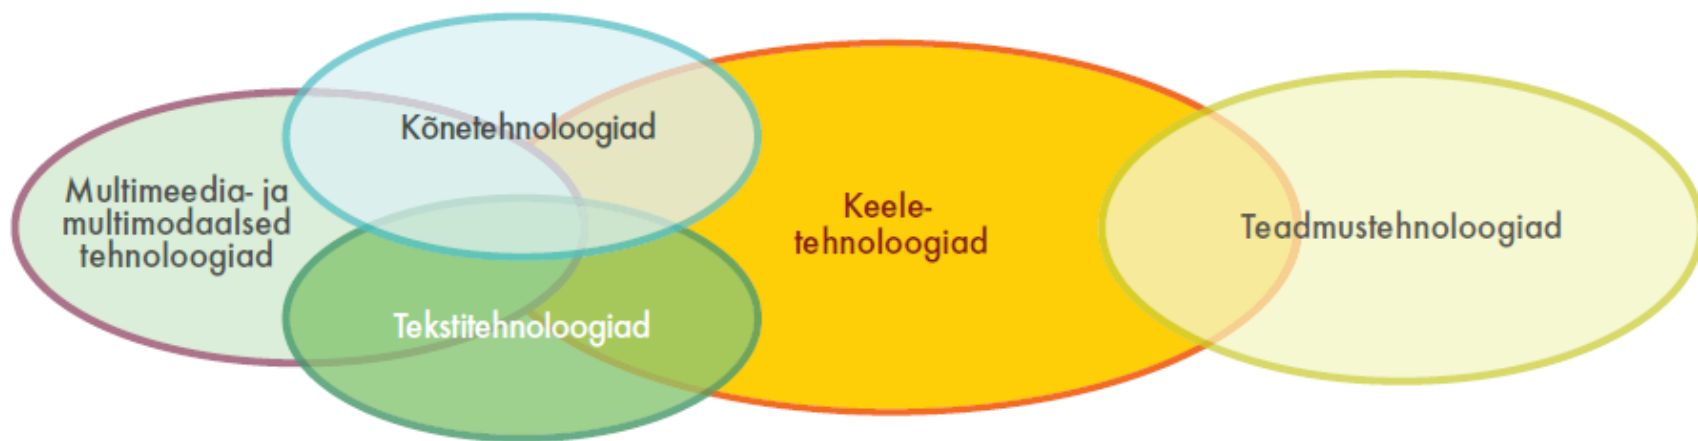 Kõnetehnoloogiad
Multimeedia- ja
multimodaalsed
tehnoloogiad
Keele-
tehnoloogiad
Teadmustehnoloogiad
Tekstitehnoloogiad